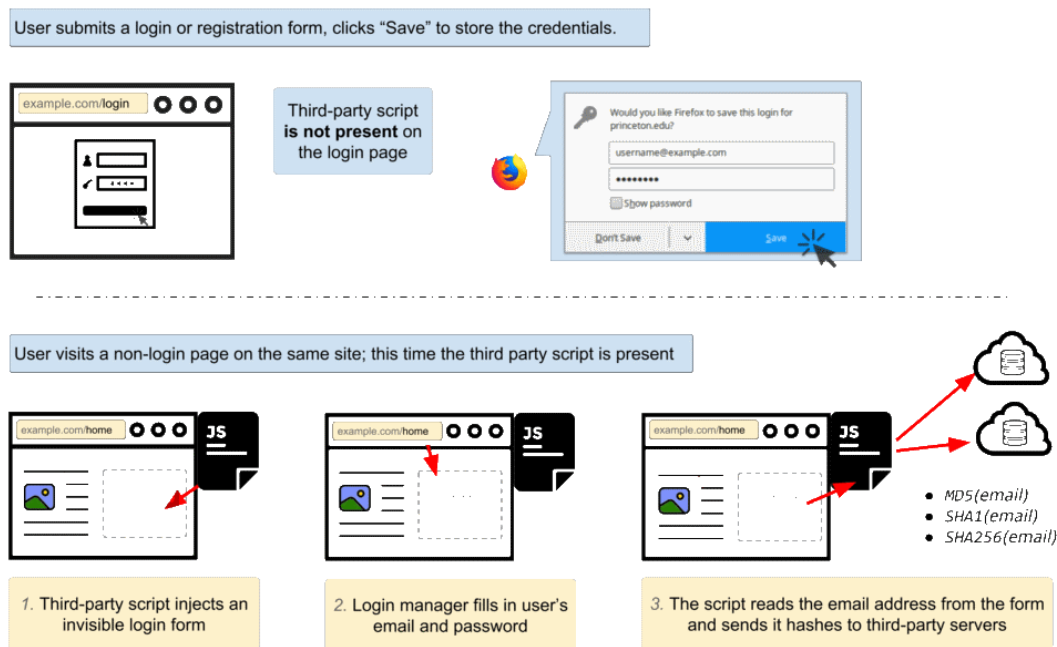 User submits a login or registration form, clicks “Save” to store the credentials.
example.com/login
Third-party script
is not present on
the login page
Would you like Firefox to save this login for
princeton.edu?
username@example.com
••••••••
Show password
Don't Save
Save
User visits a non-login page on the same site; this time the third party script is present
example.com/home
JS
example.com/home
JS
example.com/home
JS
• MD5(email)
• SHA1(email)
• SHA256(email)
1. Third-party script injects an
invisible login form
2. Login manager fills in user’s
email and password
3. The script reads the email address from the form
and sends it hashes to third-party servers